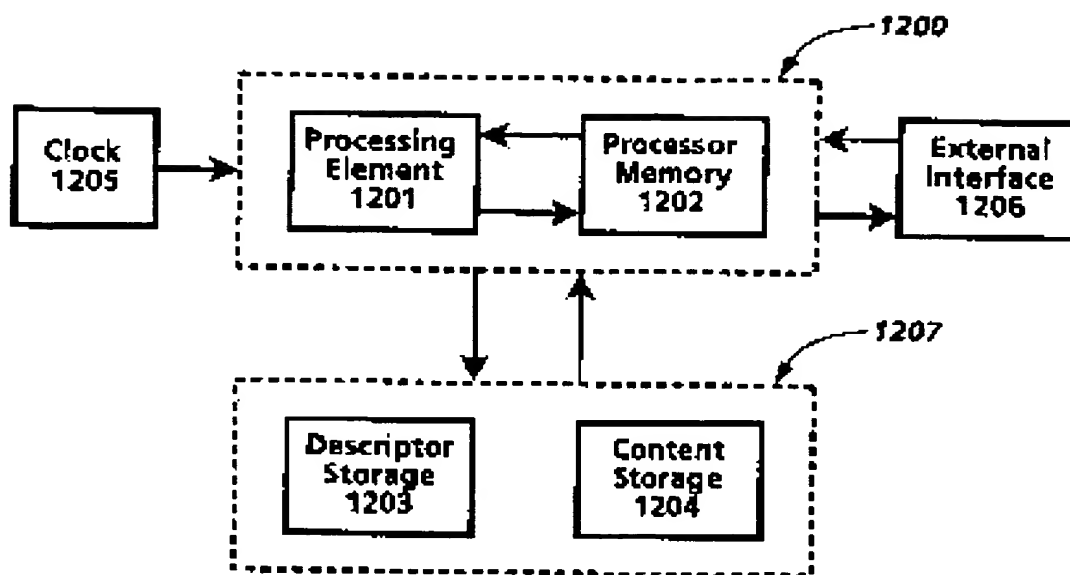 1200
Clock
1205
Processing
Element
1201
Processor
Memory
1202
External
Interface
1206
1207
Descriptor
Storage
1203
Content
Storage
1204